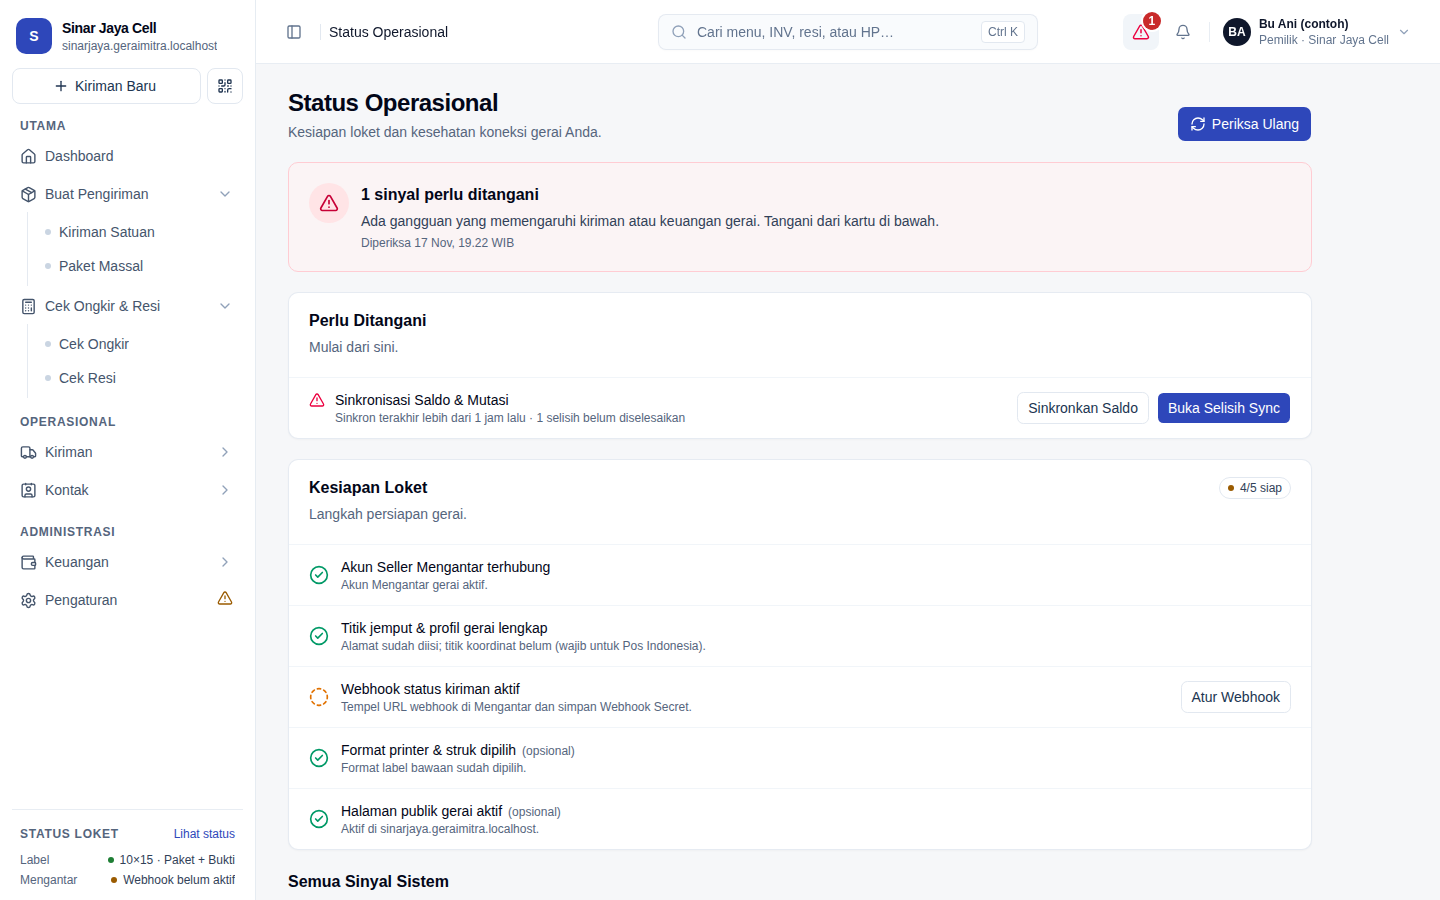 S
Sinar Jaya Cell
sinarjaya.geraimitra.localhost
Kiriman Baru
UTAMA
Dashboard
Buat Pengiriman
Kiriman Satuan
Paket Massal
Cek Ongkir & Resi
Cek Ongkir
Cek Resi
OPERASIONAL
Kiriman
Kontak
ADMINISTRASI
Keuangan
Pengaturan
STATUS LOKET Lihat status
Label 10×15 · Paket + Bukti
Mengantar Webhook belum aktif
Status Operasional
Cari menu, INV, resi, atau HP… Ctrl K
1
BA
Bu Ani (contoh)
Pemilik · Sinar Jaya Cell
Status Operasional
Kesiapan loket dan kesehatan koneksi gerai Anda.
Periksa Ulang
1 sinyal perlu ditangani
Ada gangguan yang memengaruhi kiriman atau keuangan gerai. Tangani dari kartu di bawah.
Diperiksa 17 Nov, 19.22 WIB
Perlu Ditangani
Mulai dari sini.
Sinkronisasi Saldo & Mutasi
Sinkron terakhir lebih dari 1 jam lalu · 1 selisih belum diselesaikan
Sinkronkan Saldo
Buka Selisih Sync
Kesiapan Loket
4/5 siap
Langkah persiapan gerai.
Akun Seller Mengantar terhubung
Akun Mengantar gerai aktif.
Titik jemput & profil gerai lengkap
Alamat sudah diisi; titik koordinat belum (wajib untuk Pos Indonesia).
Webhook status kiriman aktif
Tempel URL webhook di Mengantar dan simpan Webhook Secret.
Atur Webhook
Format printer & struk dipilih (opsional)
Format label bawaan sudah dipilih.
Halaman publik gerai aktif (opsional)
Aktif di sinarjaya.geraimitra.localhost.
Semua Sinyal Sistem